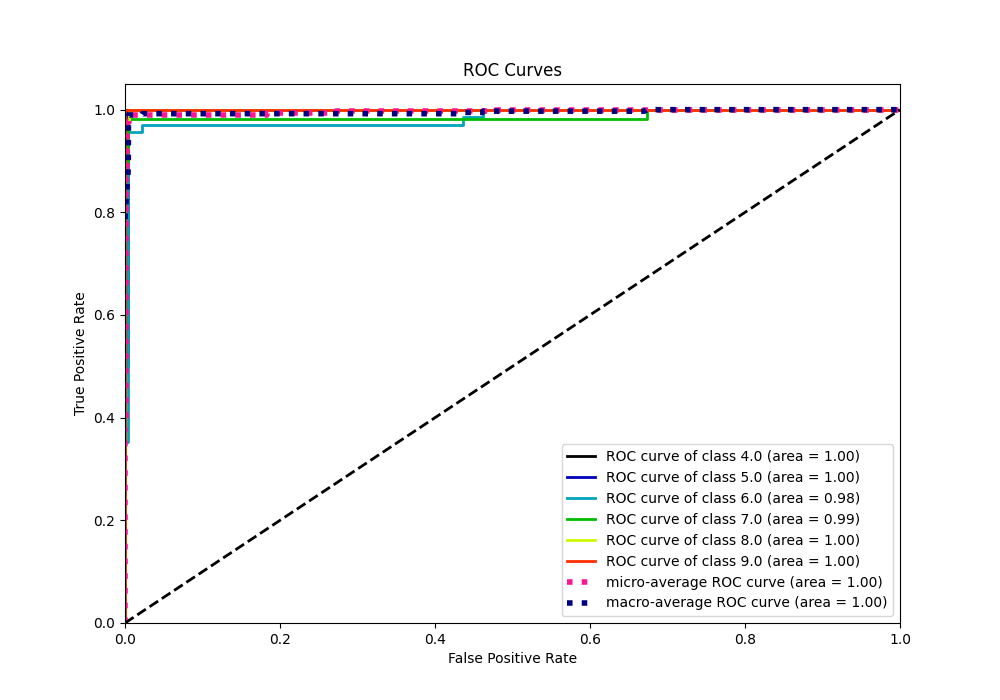 ROC Curves
True Positive Rate
1.0
0.8
0.6
0.4
0.2
0.0
0.0 0.2 0.4 0.6 0.8 1.0
False Positive Rate
ROC curve of class 4.0 (area = 1.00)
ROC curve of class 5.0 (area = 1.00)
ROC curve of class 6.0 (area = 0.98)
ROC curve of class 7.0 (area = 0.99)
ROC curve of class 8.0 (area = 1.00)
ROC curve of class 9.0 (area = 1.00)
micro-average ROC curve (area = 1.00)
macro-average ROC curve (area = 1.00)